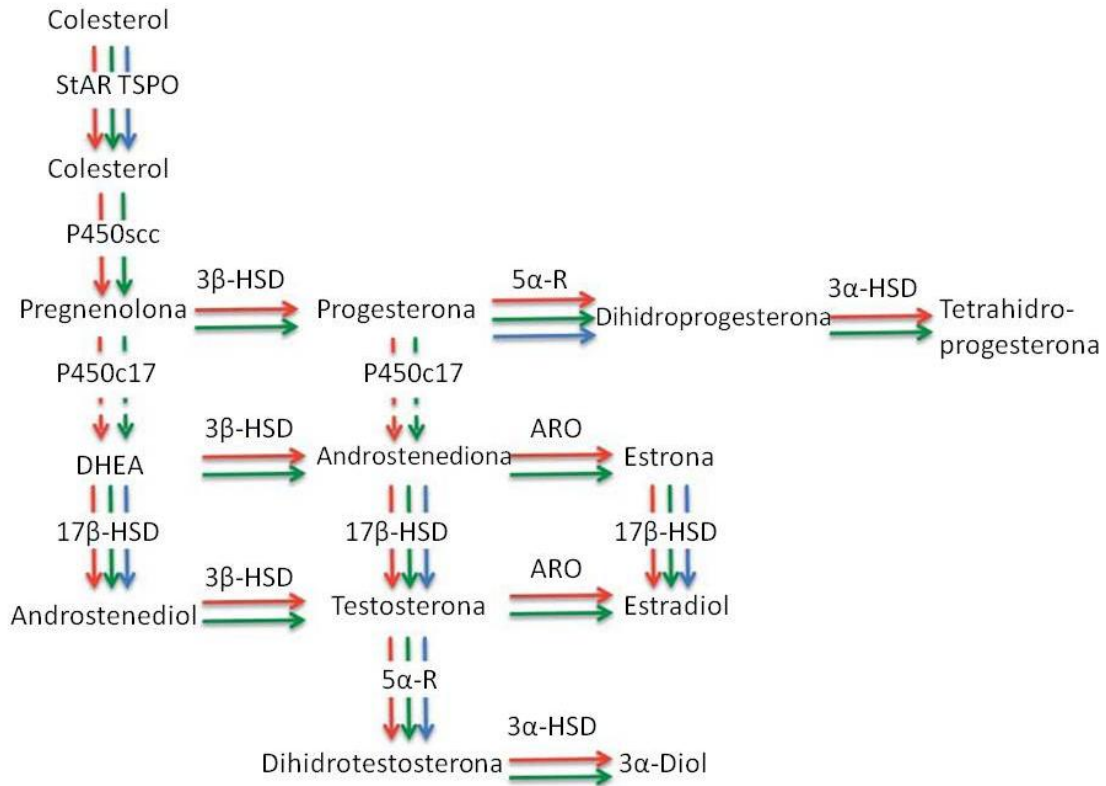 Colesterol
StAR TSPO
Colesterol
P450scc
3β-HSD
5α-R
3α-HSD
Pregnenolona
Progesterona
Dihidroprogesterona
Tetrahidro-
progesterona
P450c17
P450c17
3β-HSD
ARO
DHEA
Androstenediona
Estrona
17β-HSD
17β-HSD
17β-HSD
3β-HSD
ARO
Androstenediol
Testosterona
Estradiol
5α-R
3α-HSD
Dihidrotestosterona
3α-Diol